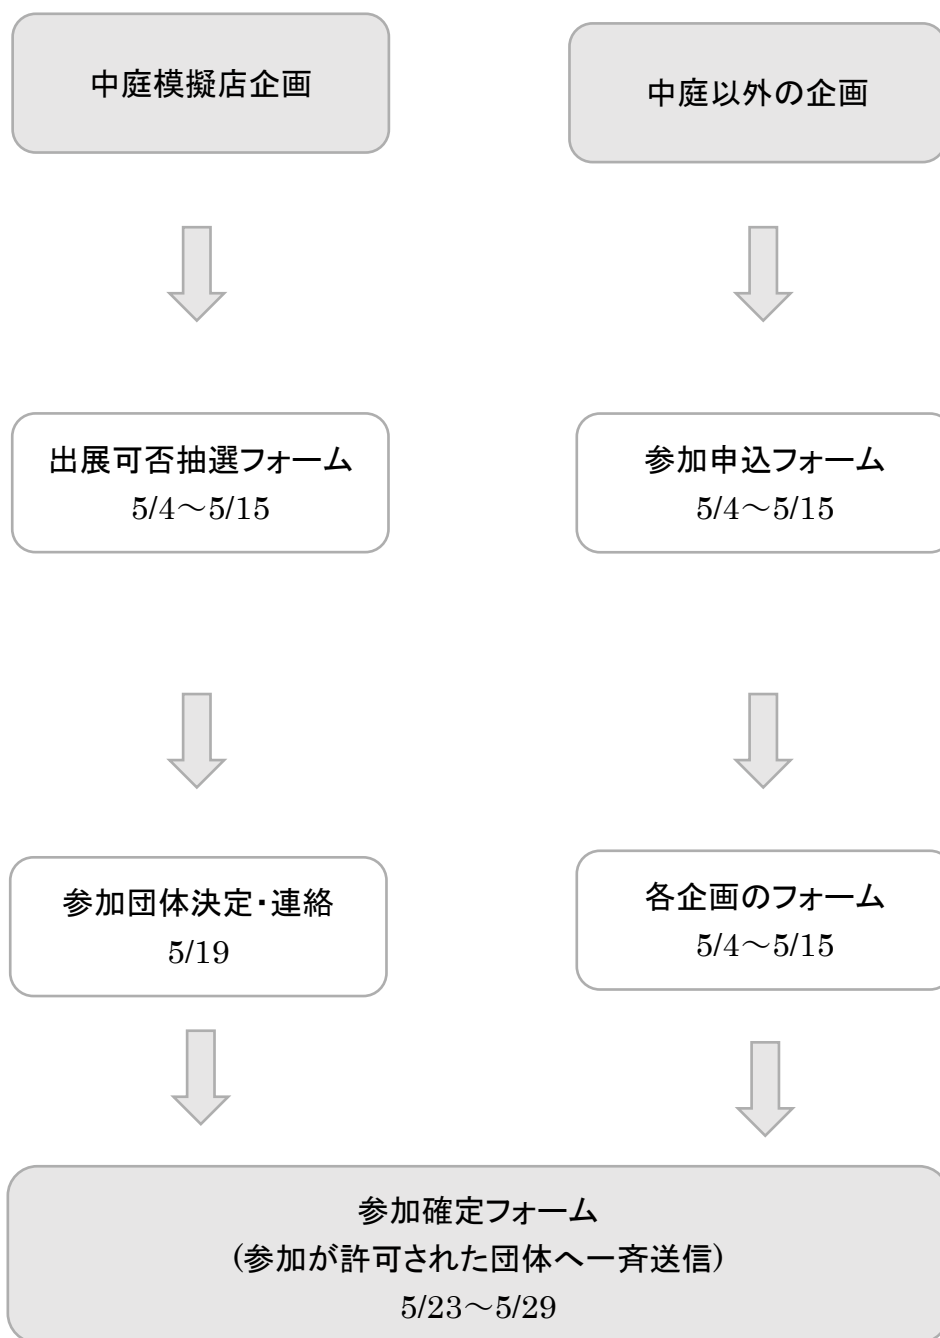 中庭模擬店企画
中庭以外の企画
出展可否抽選フォーム
5/4～5/15
参加申込フォーム
5/4～5/15
参加団体決定・連絡
5/19
各企画のフォーム
5/4～5/15
参加確定フォーム
(参加が許可された団体へ一斉送信)
5/23～5/29